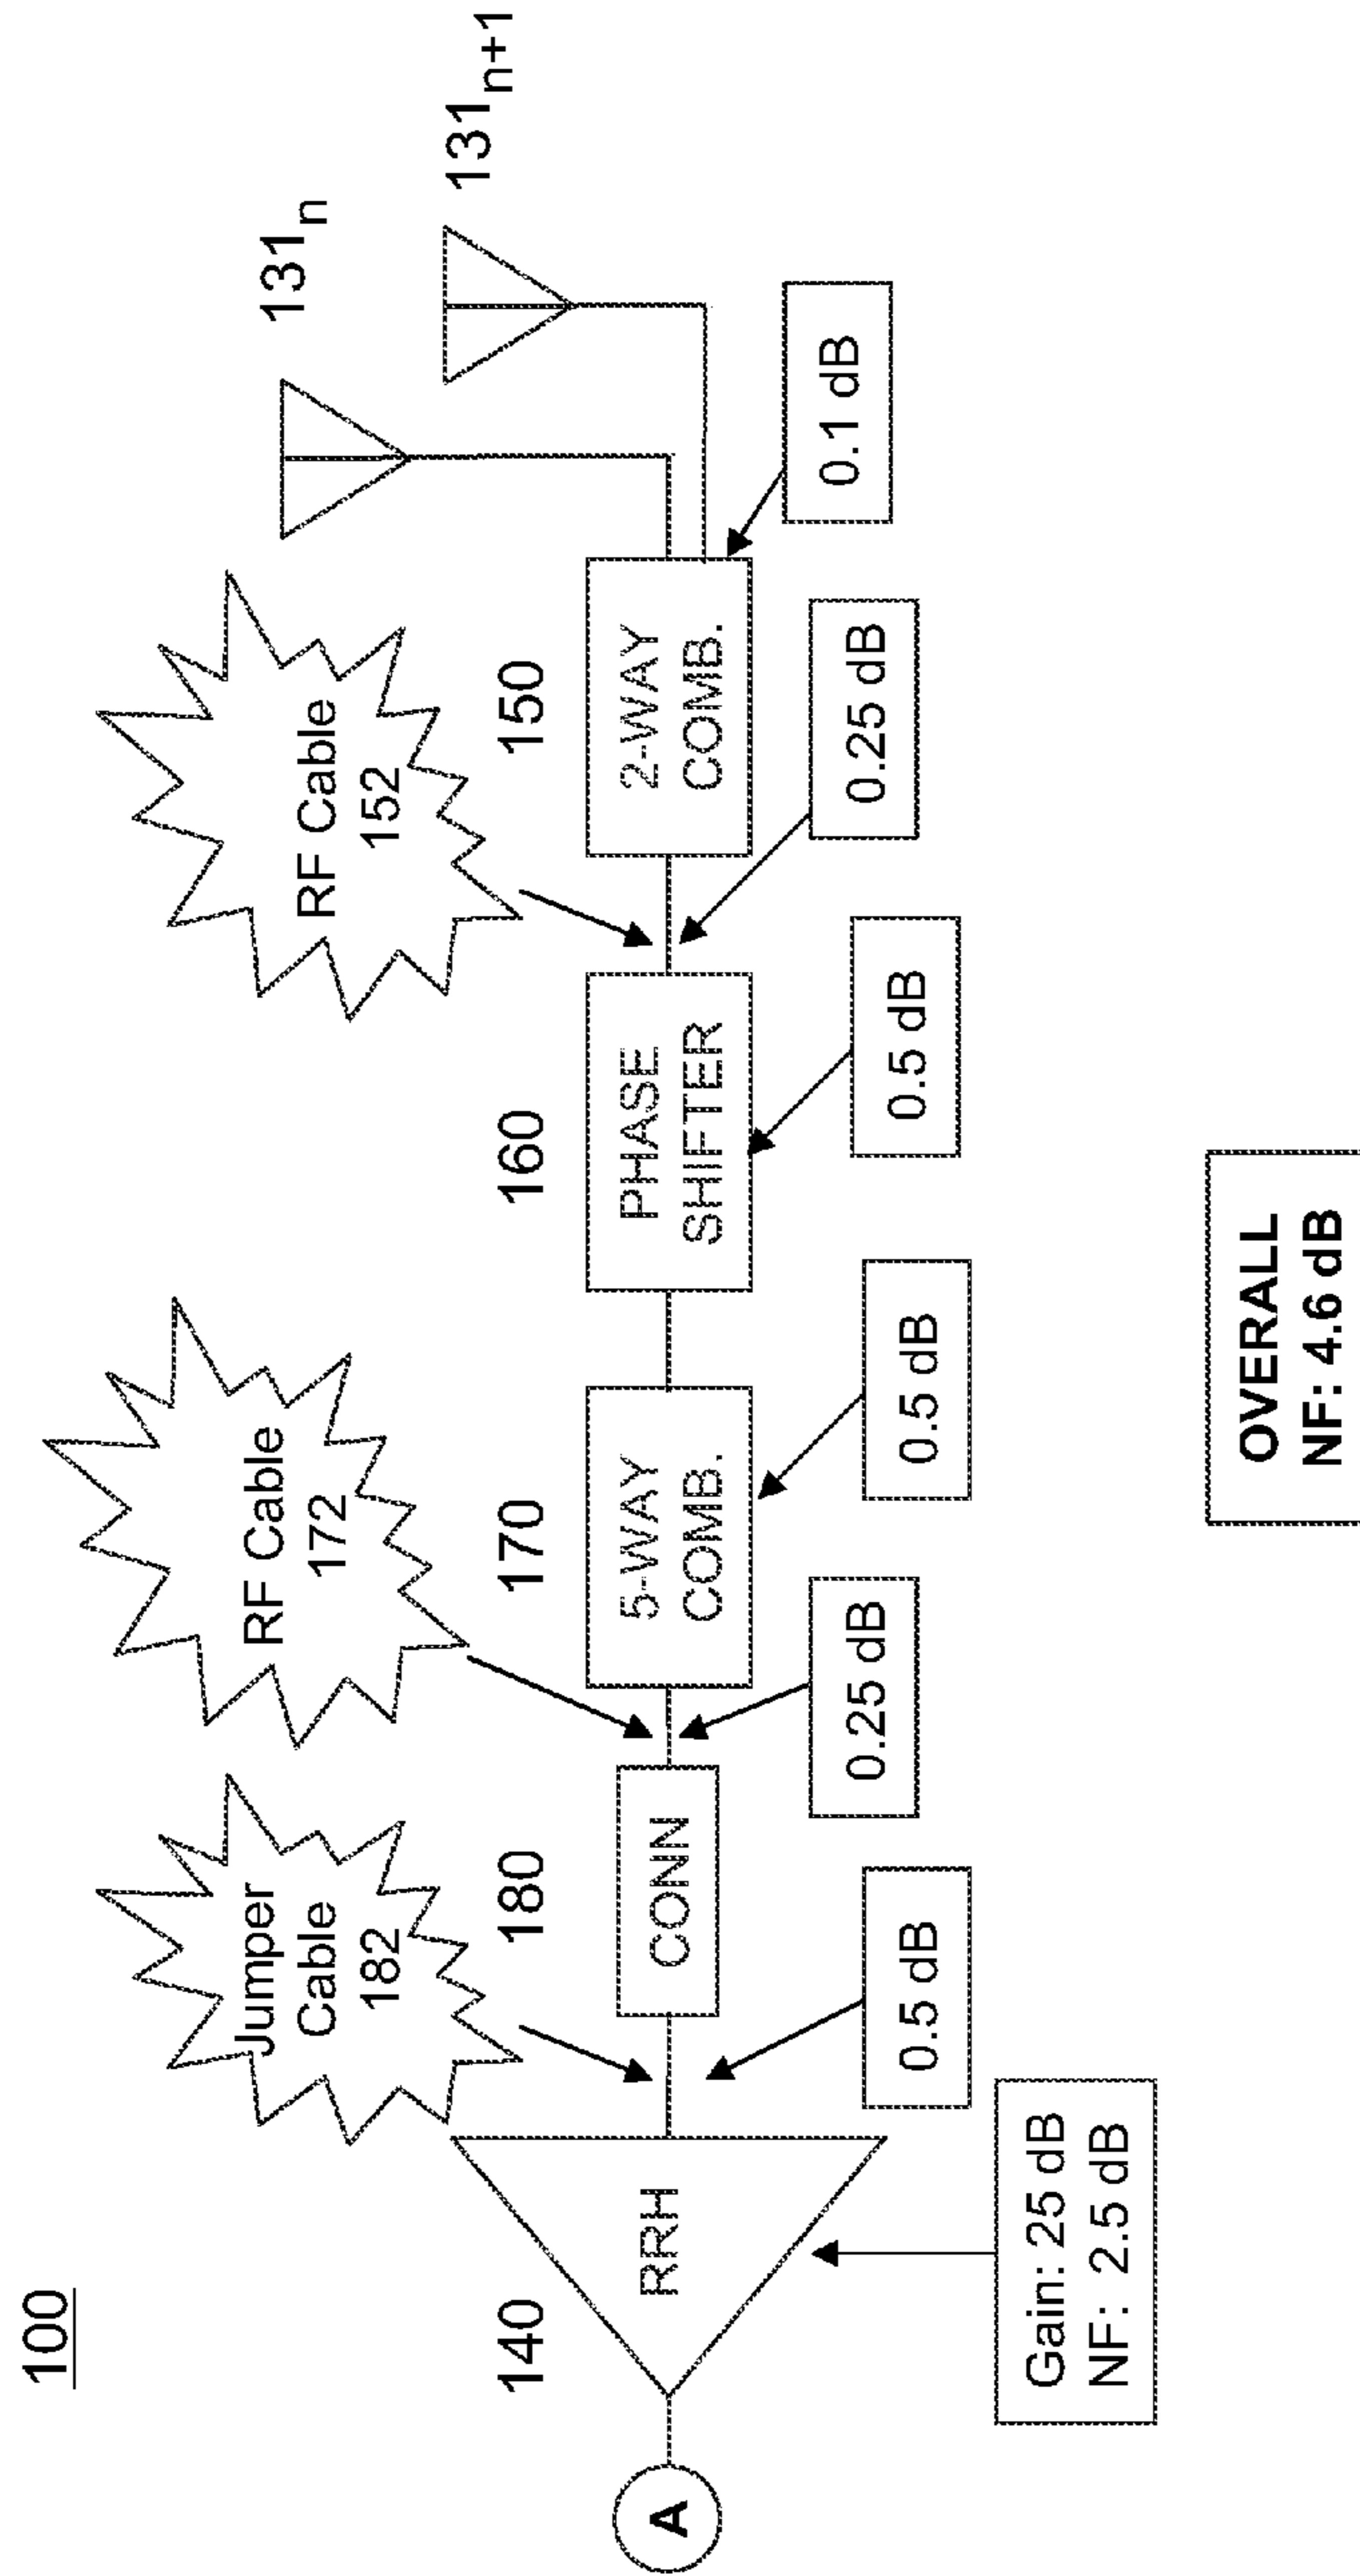 100
131n
131n+1
RF Cable
152
RF Cable
172
Jumper
Cable
182
140
180
170
160
150
A
RRH
CONN
5-WAY
COMB.
PHASE
SHIFTER
2-WAY
COMB.
Gain: 25 dB
NF: 2.5 dB
0.5 dB
0.25 dB
0.5 dB
0.5 dB
0.25 dB
0.1 dB
OVERALL
NF: 4.6 dB